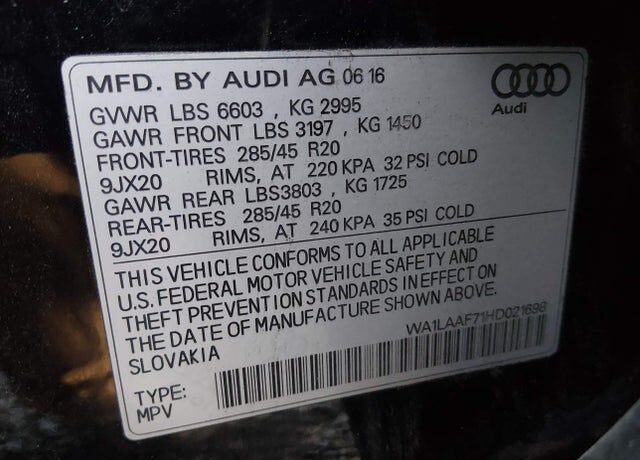 MFD. BY AUDI AG 06 16
Audi
GVWR LBS 6603 , KG 2995
GAWR FRONT LBS 3197 , KG 1450
FRONT-TIRES 285/45 R20
9JX20 RIMS, AT 220 KPA 32 PSI COLD
GAWR REAR LBS3803 , KG 1725
REAR-TIRES 285/45 R20
9JX20 RIMS, AT 240 KPA 35 PSI COLD
THIS VEHICLE CONFORMS TO ALL APPLICABLE
U.S. FEDERAL MOTOR VEHICLE SAFETY AND
THEFT PREVENTION STANDARDS IN EFFECT ON
THE DATE OF MANUFACTURE SHOWN ABOVE.
SLOVAKIA
WA1LAAF71HD021698
TYPE:
MPV